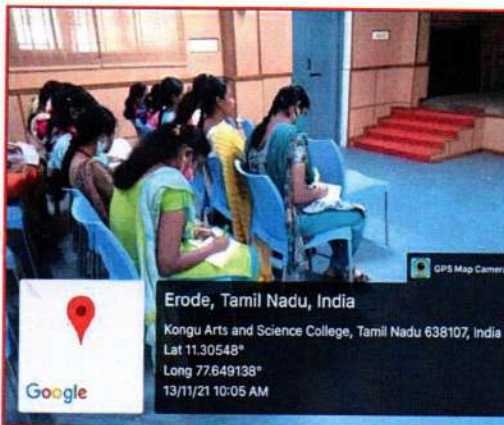 GPS Map Camera
Erode, Tamil Nadu, India
Kongu Arts and Science College, Tamil Nadu 638107, India
Lat 11.30548°
Long 77.649138°
13/11/21 10:05 AM
Google